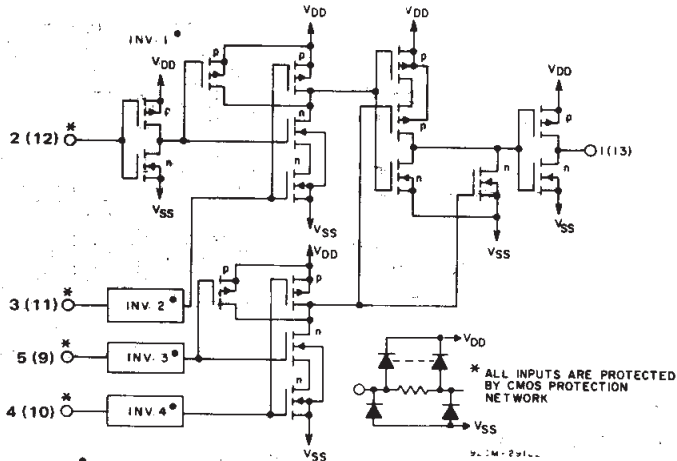 INV. 1●
VDD
VDD
VDD
VDD
p
p
p
p
p
p
n
n
n
n
n
n
n
2 (12) *
1(13)
VSS
VSS
VSS
VSS
VDD
3 (11) *
INV. 2●
5 (9) *
INV. 3●
4 (10) *
INV. 4●
p
p
n
n
VSS
VDD
VSS
* ALL INPUTS ARE PROTECTED
BY CMOS PROTECTION
NETWORK